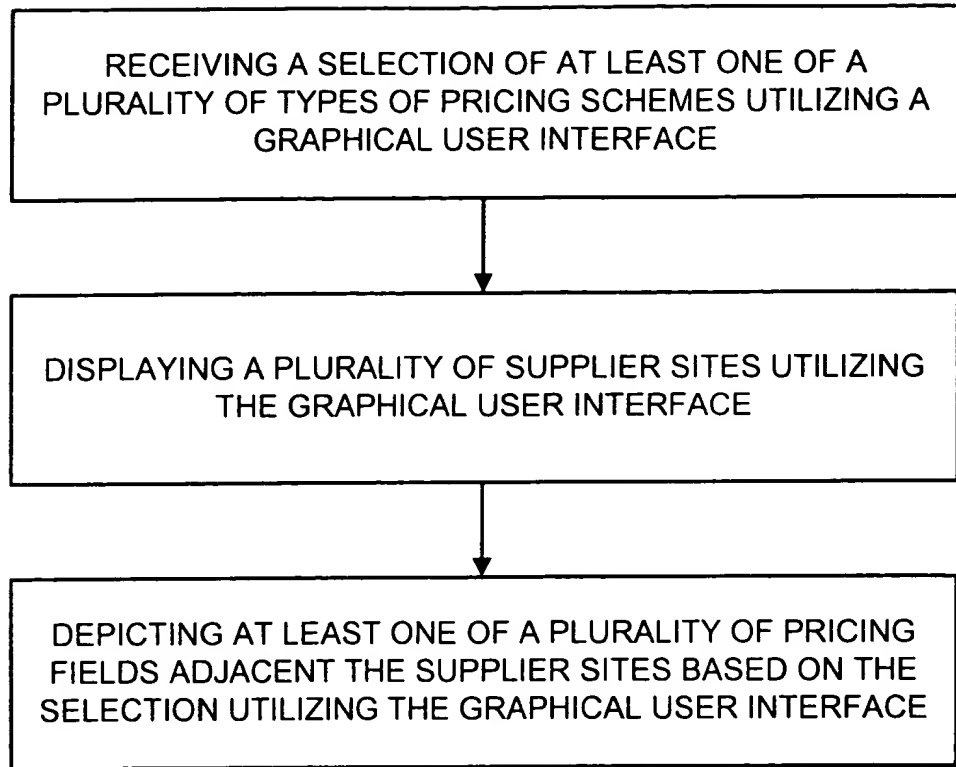 RECEIVING A SELECTION OF AT LEAST ONE OF A
PLURALITY OF TYPES OF PRICING SCHEMES UTILIZING A
GRAPHICAL USER INTERFACE
DISPLAYING A PLURALITY OF SUPPLIER SITES UTILIZING
THE GRAPHICAL USER INTERFACE
DEPICTING AT LEAST ONE OF A PLURALITY OF PRICING
FIELDS ADJACENT THE SUPPLIER SITES BASED ON THE
SELECTION UTILIZING THE GRAPHICAL USER INTERFACE